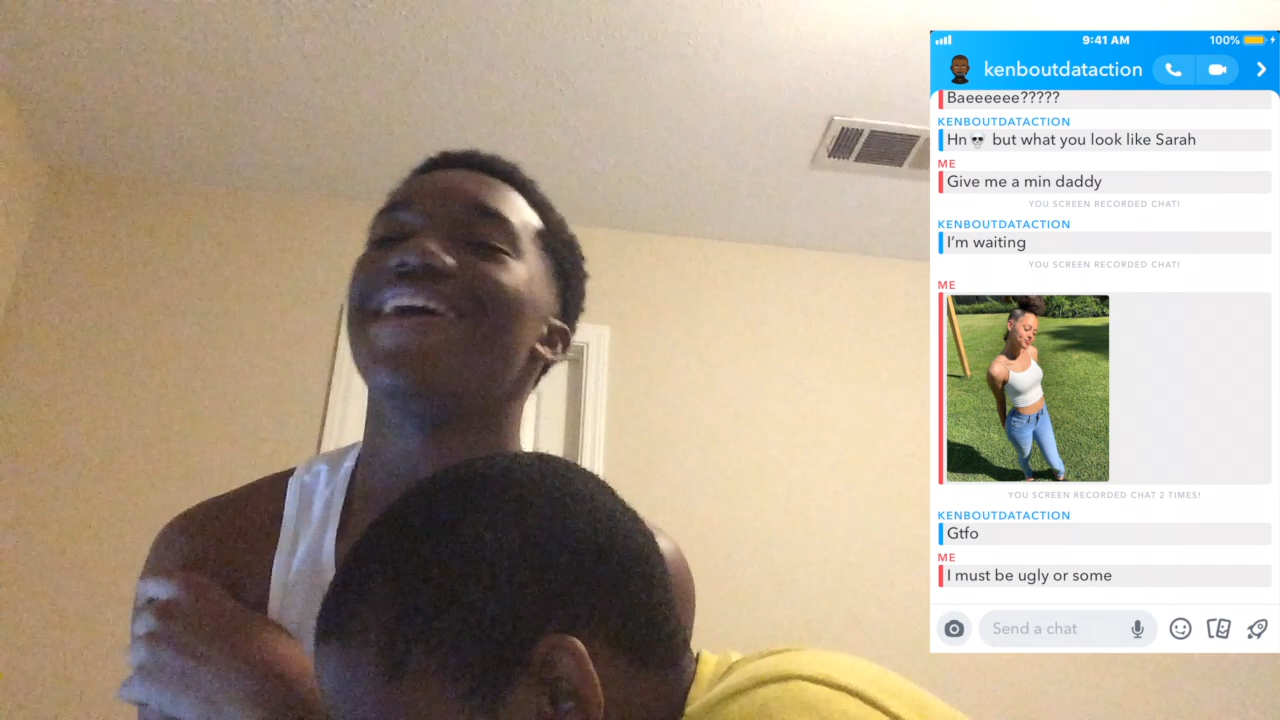 9:41 AM
100%
kenboutdataction
Baeeeeee?????
KENBOUTDATACTION
Hn💀 but what you look like Sarah
ME
Give me a min daddy
YOU SCREEN RECORDED CHAT!
KENBOUTDATACTION
I'm waiting
YOU SCREEN RECORDED CHAT!
ME
YOU SCREEN RECORDED CHAT 2 TIMES!
KENBOUTDATACTION
Gtfo
ME
I must be ugly or some
Send a chat